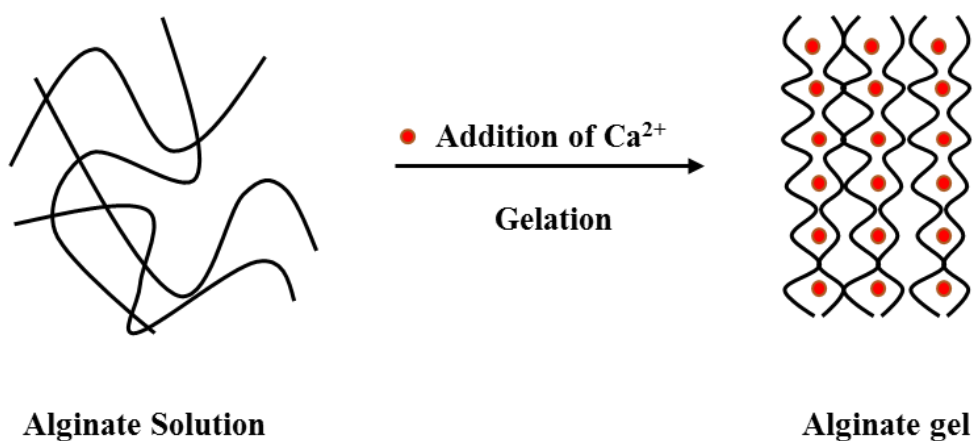 Addition of Ca²⁺
Gelation
Alginate Solution
Alginate gel